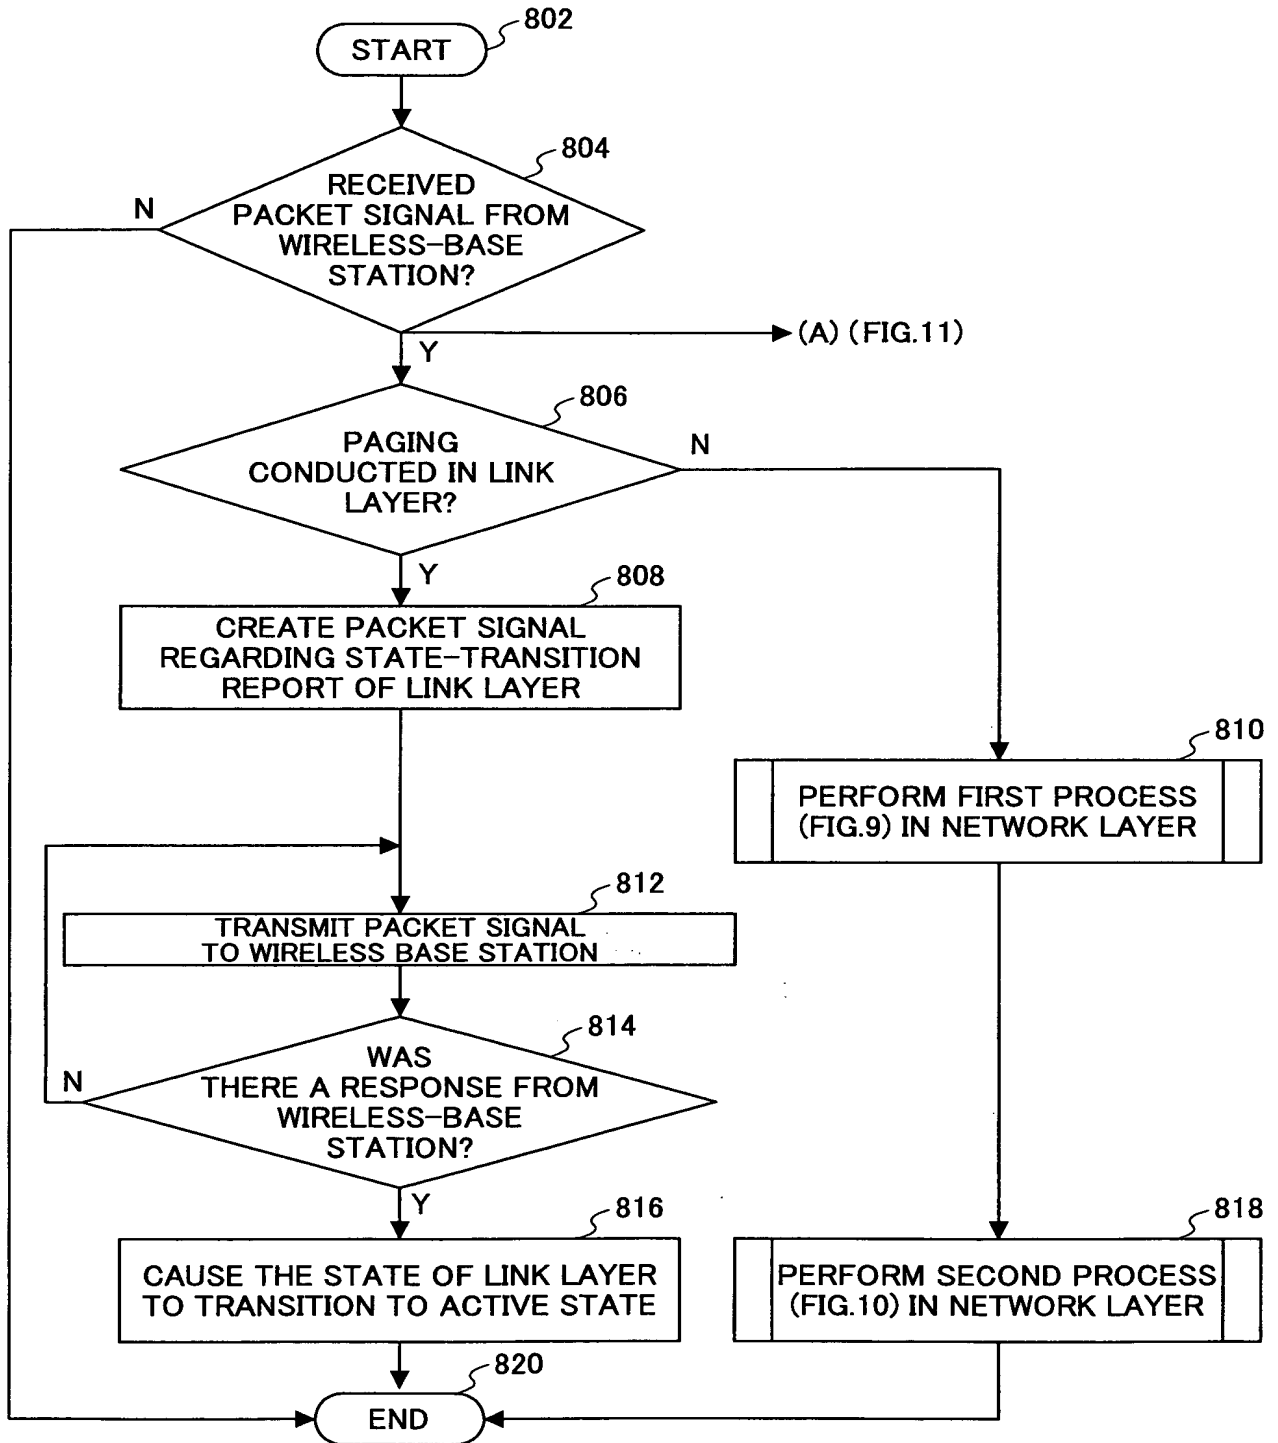 802
START
804
RECEIVED
PACKET SIGNAL FROM
WIRELESS-BASE
STATION?
N
(A) (FIG.11)
Y
806
PAGING
CONDUCTED IN LINK
LAYER?
N
Y
808
CREATE PACKET SIGNAL
REGARDING STATE-TRANSITION
REPORT OF LINK LAYER
810
PERFORM FIRST PROCESS
(FIG.9) IN NETWORK LAYER
812
TRANSMIT PACKET SIGNAL
TO WIRELESS BASE STATION
814
WAS
THERE A RESPONSE FROM
WIRELESS-BASE
STATION?
N
Y
816
CAUSE THE STATE OF LINK LAYER
TO TRANSITION TO ACTIVE STATE
818
PERFORM SECOND PROCESS
(FIG.10) IN NETWORK LAYER
820
END